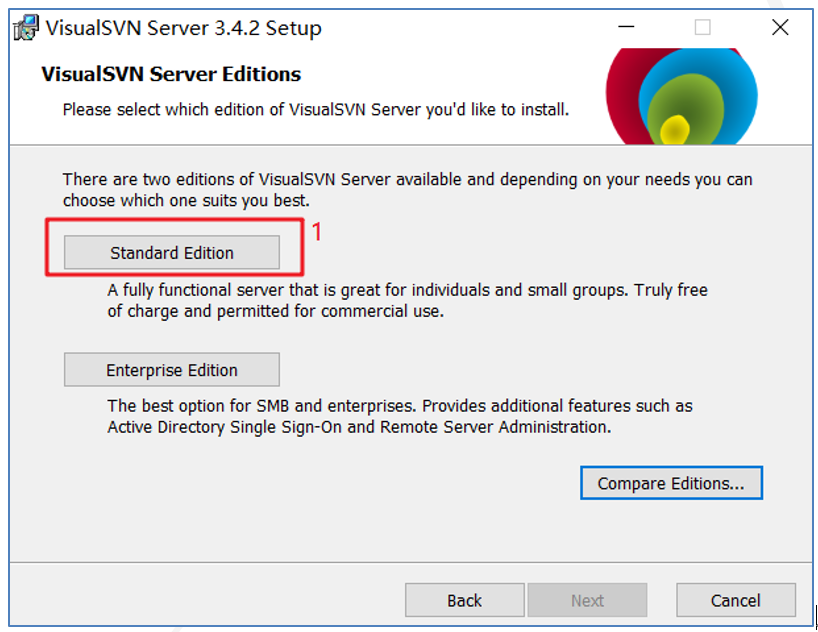 VisualSVN Server 3.4.2 Setup
VisualSVN Server Editions
Please select which edition of VisualSVN Server you'd like to install.
There are two editions of VisualSVN Server available and depending on your needs you can
choose which one suits you best.
Standard Edition
1
A fully functional server that is great for individuals and small groups. Truly free
of charge and permitted for commercial use.
Enterprise Edition
The best option for SMB and enterprises. Provides additional features such as
Active Directory Single Sign-On and Remote Server Administration.
Compare Editions...
Back
Next
Cancel